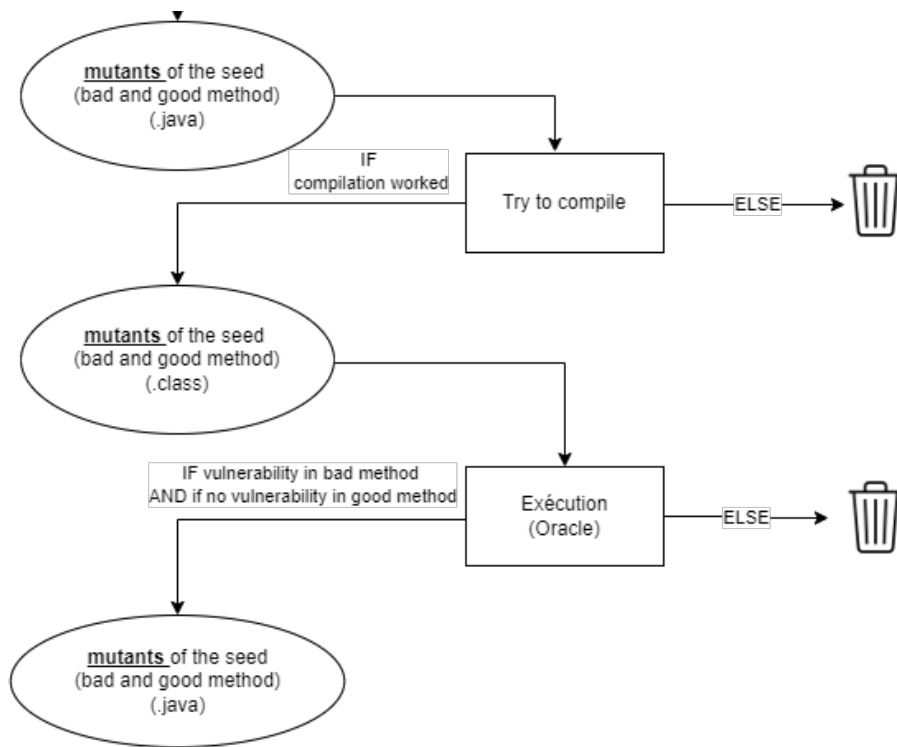 mutants of the seed
(bad and good method)
(.java)
IF
compilation worked
Try to compile
ELSE
mutants of the seed
(bad and good method)
(.class)
IF vulnerability in bad method
AND if no vulnerability in good method
Exécution
(Oracle)
ELSE
mutants of the seed
(bad and good method)
(.java)